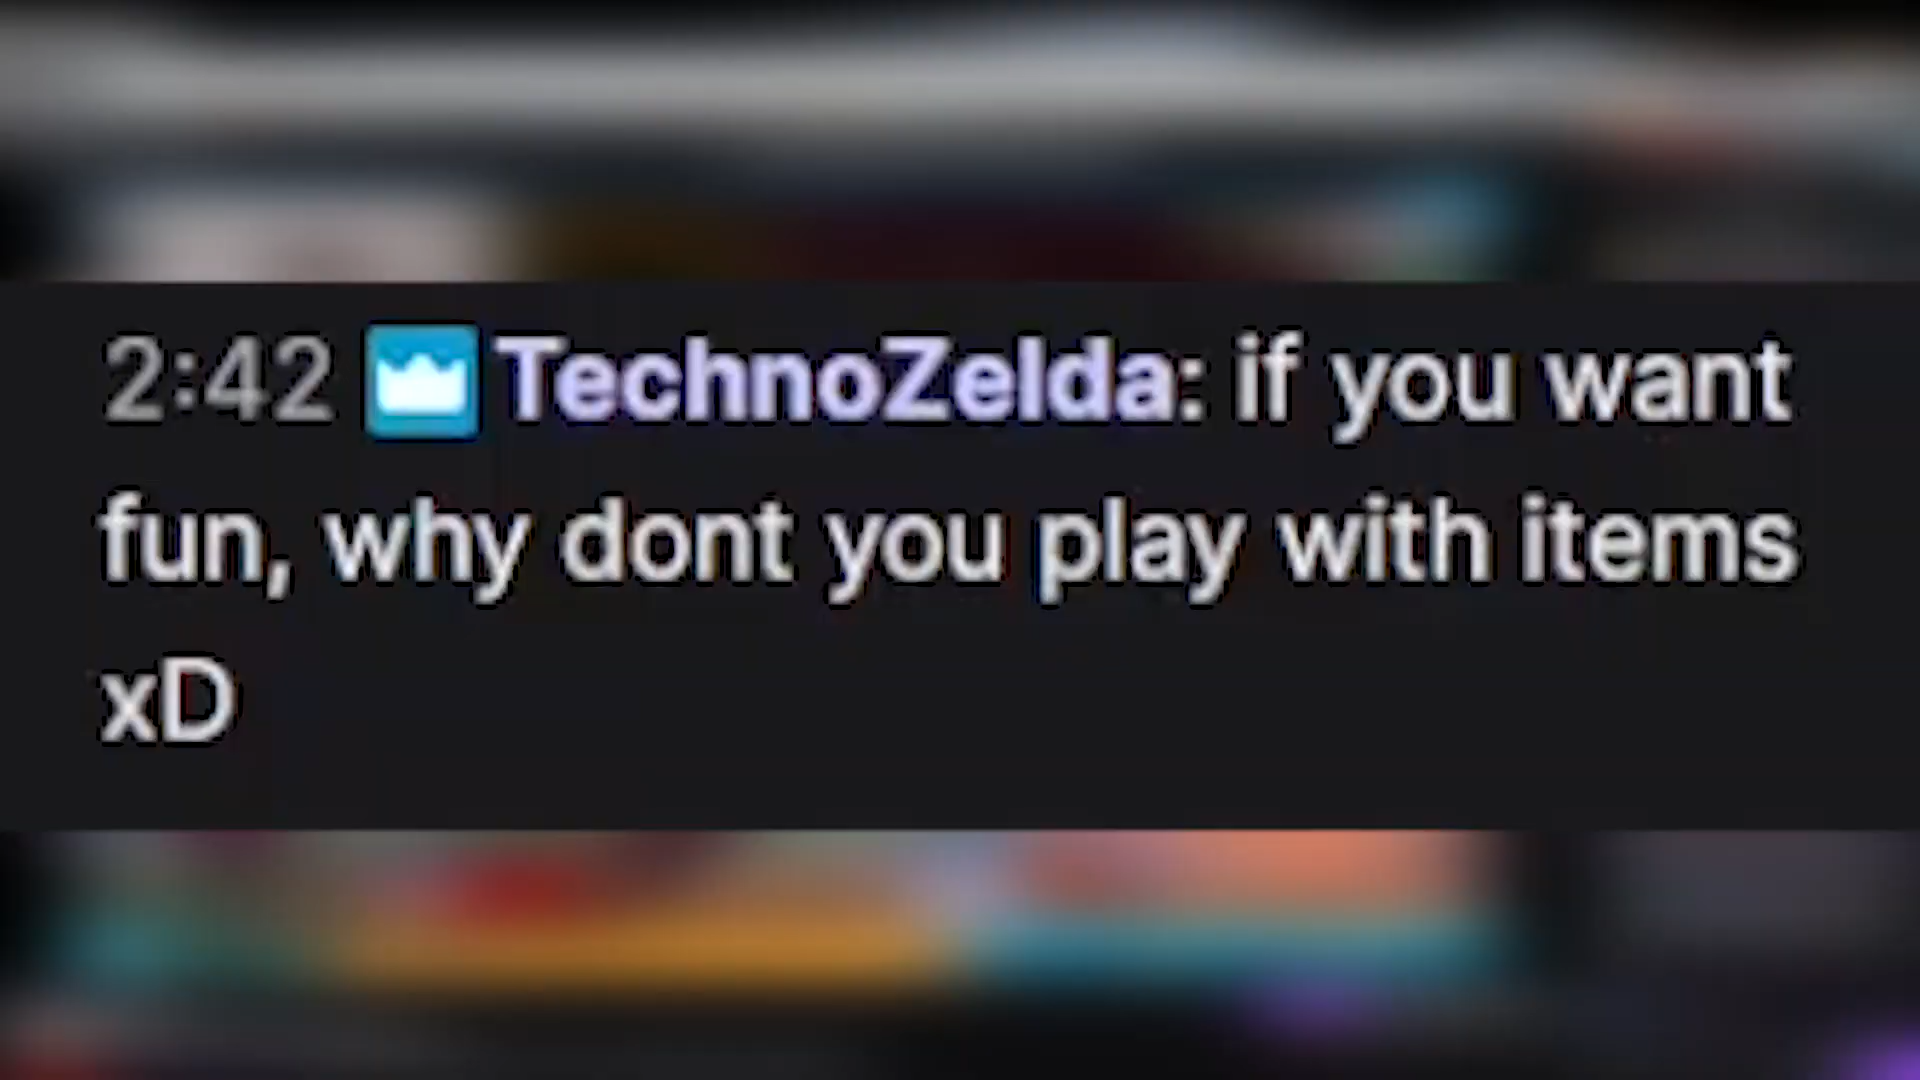 2:42 TechnoZelda: if you want
fun, why dont you play with items
xD